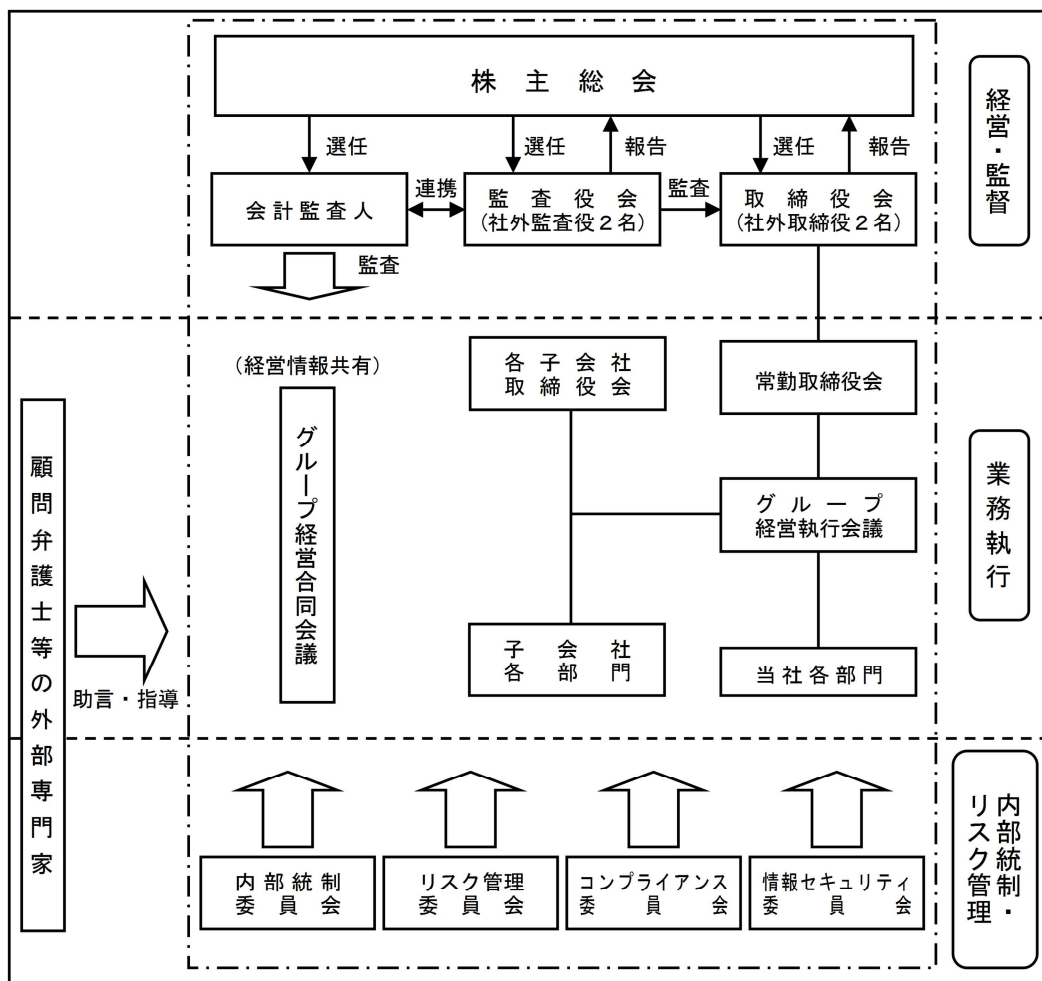 株主総会
選任
選任
報告
選任
報告
会計監査人
連携
監査役会
(社外監査役２名)
監査
取締役会
(社外取締役２名)
監査
経営・監督
(経営情報共有)
グループ経営合同会議
各子会社
取締役会
常勤取締役会
グループ
経営執行会議
子会社
各部門
当社各部門
業務執行
顧問弁護士等の外部専門家
助言・指導
内部統制
委員会
リスク管理
委員会
コンプライアンス
委員会
情報セキュリティ
委員会
内部統制・
リスク管理